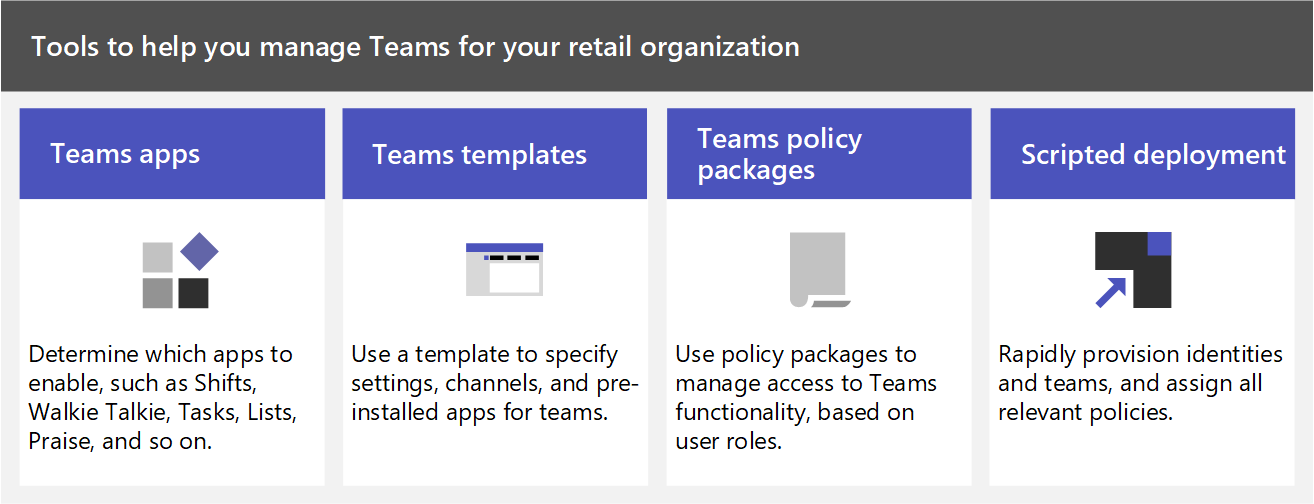 Tools to help you manage Teams for your retail organization
Teams apps
Determine which apps to
enable, such as Shifts,
Walkie Talkie, Tasks, Lists,
Praise, and so on.
Teams templates
Use a template to specify
settings, channels, and pre-
installed apps for teams.
Teams policy
packages
Use policy packages to
manage access to Teams
functionality, based on
user roles.
Scripted deployment
Rapidly provision identities
and teams, and assign all
relevant policies.